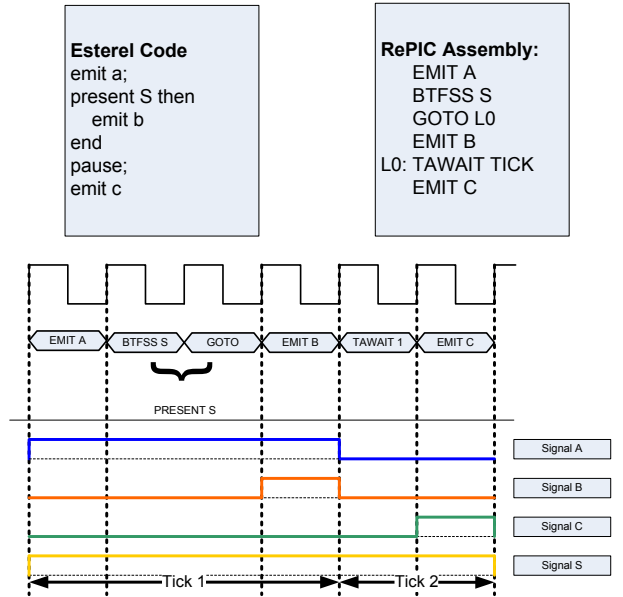 Esterel Code
emit a;
present S then
emit b
end
pause;
emit c
RePIC Assembly:
EMIT A
BTFSS S
GOTO L0
EMIT B
L0: TAWAIT TICK
EMIT C
EMIT A
BTFSS S
GOTO
EMIT B
TAWAIT 1
EMIT C
PRESENT S
Signal A
Signal B
Signal C
Signal S
Tick 1
Tick 2